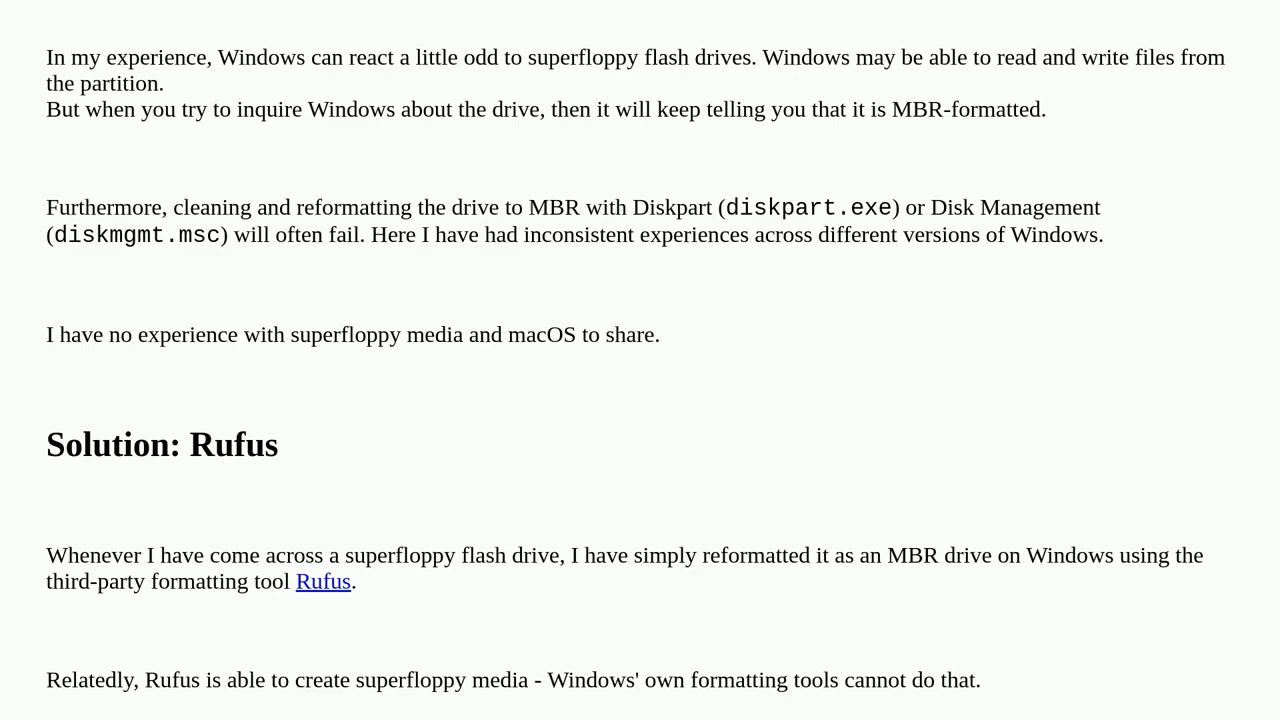 In my experience, Windows can react a little odd to superfloppy flash drives. Windows may be able to read and write files from
the partition.
But when you try to inquire Windows about the drive, then it will keep telling you that it is MBR-formatted.
Furthermore, cleaning and reformatting the drive to MBR with Diskpart (diskpart.exe) or Disk Management
(diskmgmt.msc) will often fail. Here I have had inconsistent experiences across different versions of Windows.
I have no experience with superfloppy media and macOS to share.
Solution: Rufus
Whenever I have come across a superfloppy flash drive, I have simply reformatted it as an MBR drive on Windows using the
third-party formatting tool Rufus.
Relatedly, Rufus is able to create superfloppy media - Windows' own formatting tools cannot do that.